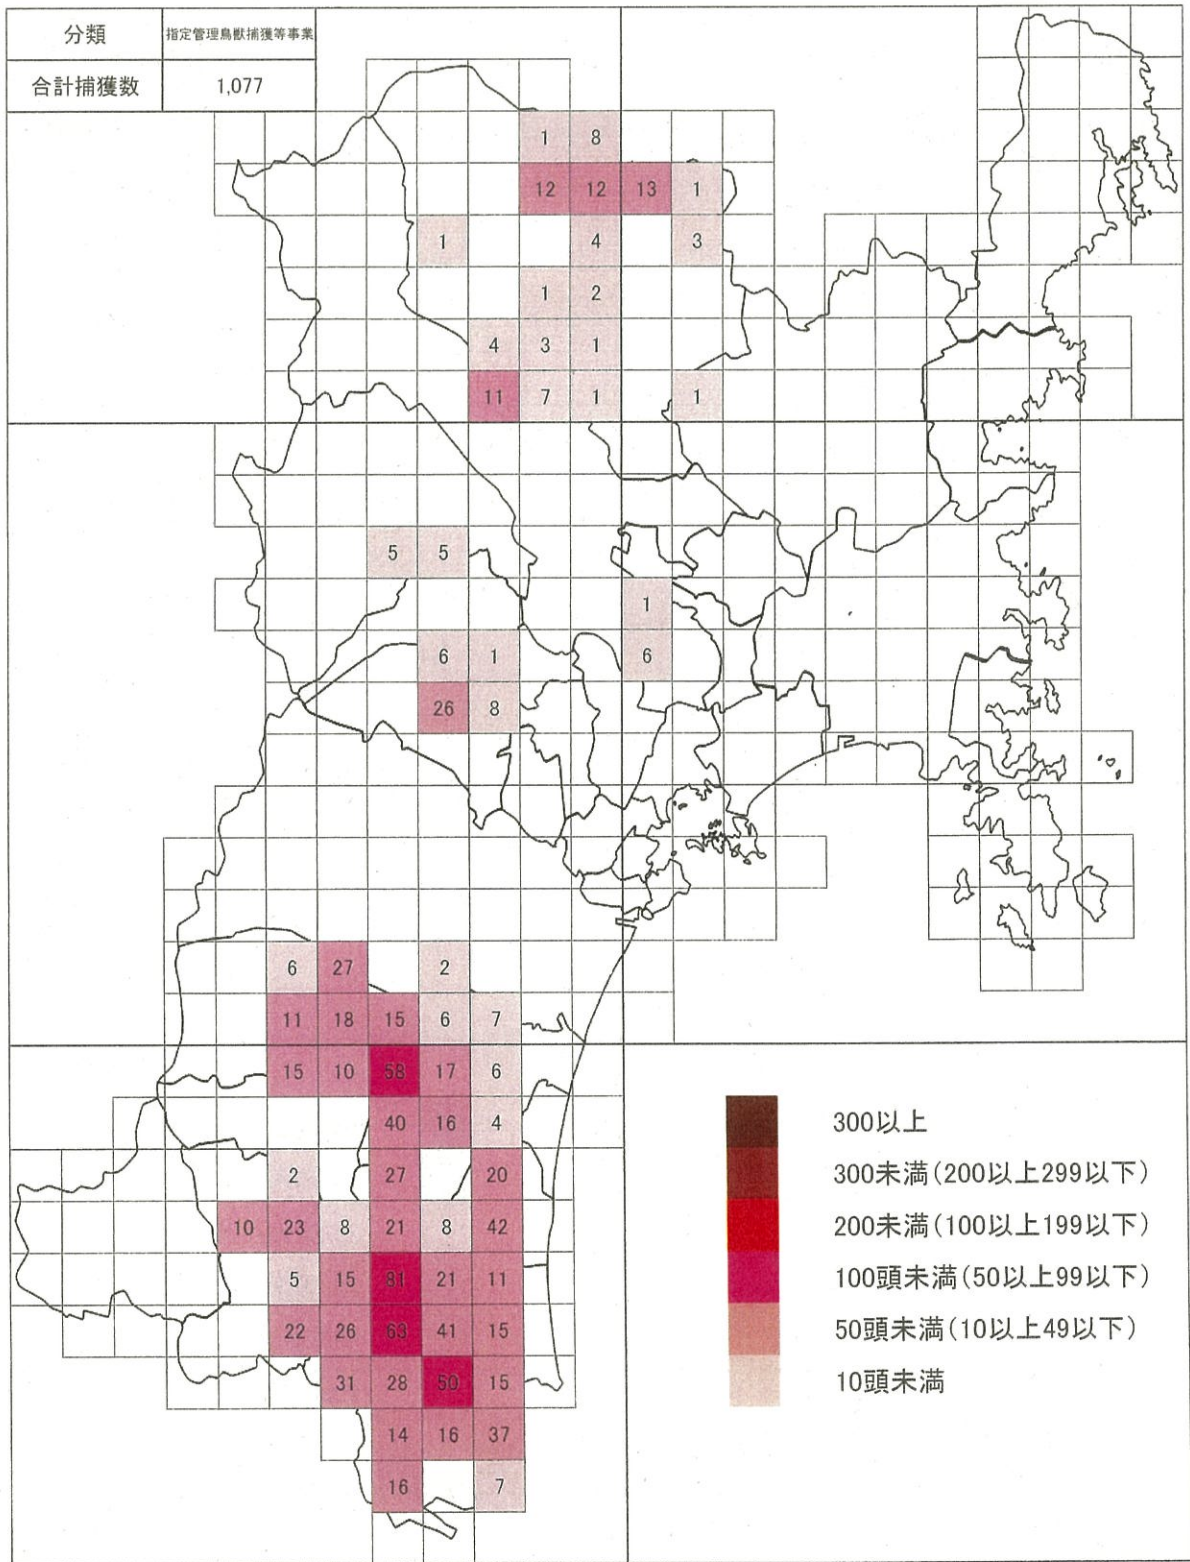 分類 指定管理鳥獣捕獲等事業
合計捕獲数 1,077
1 8
12 12 13 1
1 4 3
1 2
4 3 1
11 7 1 1
5 5
1
6 1 6
26 8
6 27 2
11 18 15 6 7
15 10 58 17 6
40 16 4
2 27 20
10 23 8 21 8 42
5 15 81 21 11
22 26 63 41 15
31 28 50 15
14 16 37
16 7
300以上
300未満(200以上299以下)
200未満(100以上199以下)
100頭未満(50以上99以下)
50頭未満(10以上49以下)
10頭未満